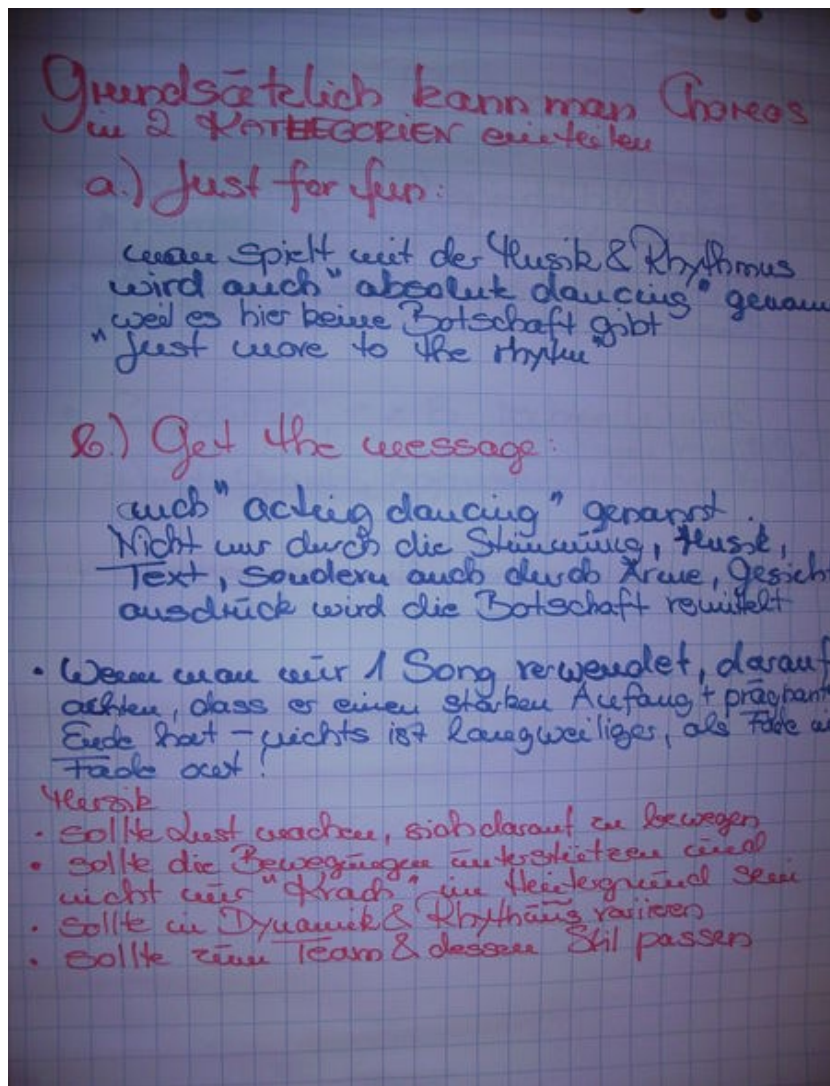 Grundsätzlich kann man Choreos
in 2 KATHEGORIEN einteilen
a.) Just for fun:
man spielt mit der Musik & Rhythmus
wird auch "absolut dancing" genan
weil es hier keine Botschaft gibt
"Just move to the rhythm"
b.) Get the message:
auch "acting dancing" genannt.
Nicht nur durch die Stimmung, Musik,
Text, sondern auch durch Arme, Gesich
ausdruck wird die Botschaft vermittelt
• Wenn man nur 1 Song verwendet, darauf
achten, dass er einen starken Anfang + prägnant
Ende hat - nichts ist langweiliger, als Fade
Fade out!
Musik
• sollte Lust machen, sich darauf zu bewegen
• sollte die Bewegungen unterstützen und
nicht nur "Krach" im Hintergrund sein
• sollte in Dynamik & Rhythmus variieren
• sollte zum Team & dessen Stil passen